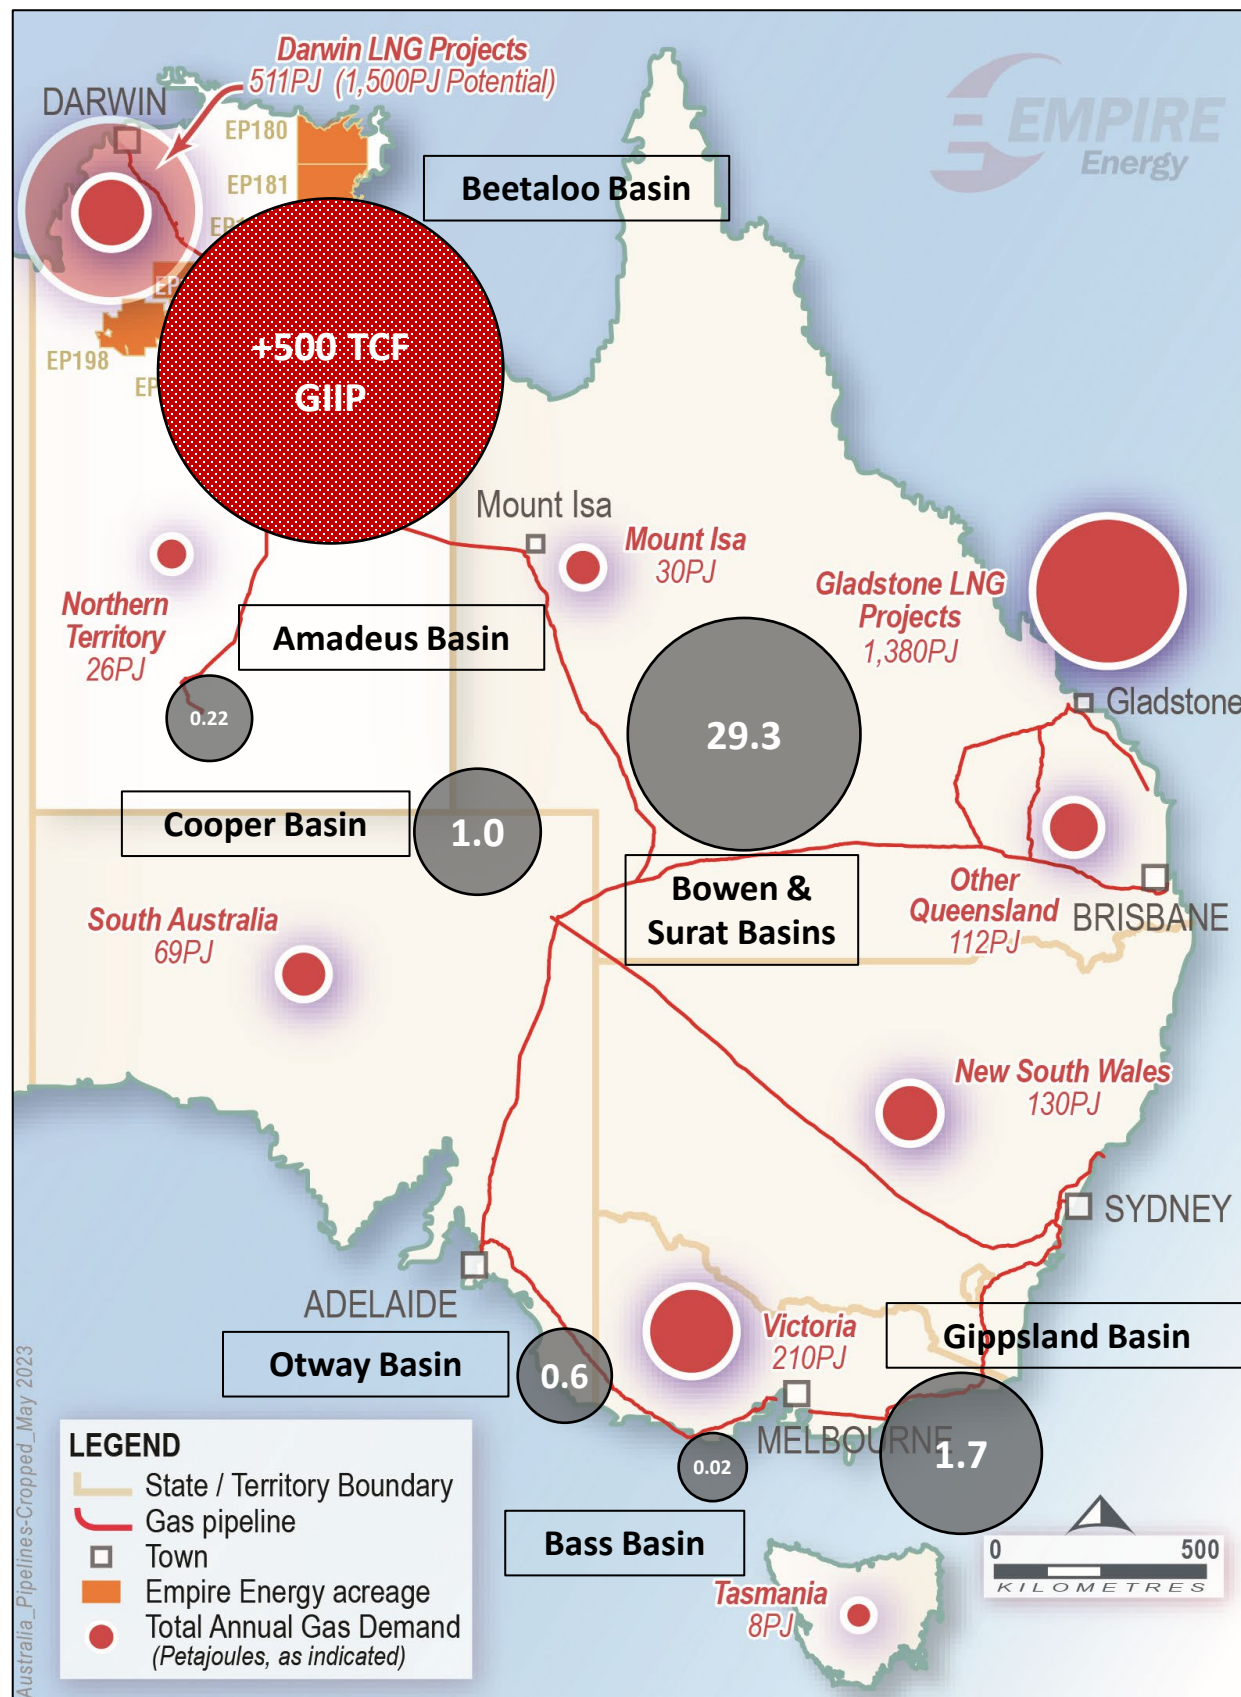 Darwin LNG Projects
511PJ (1,500PJ Potential)
DARWIN
EP180
EMPIRE
Energy
EP181
Beetaloo Basin
EP198
+500 TCF
GIIP
Mount Isa
Mount Isa
30PJ
Gladstone LNG
Projects
1,380PJ
Northern
Territory
26PJ
Amadeus Basin
0.22
29.3
Gladstone
Cooper Basin
1.0
Bowen &
Surat Basins
Other
Queensland
112PJ
BRISBANE
South Australia
69PJ
New South Wales
130PJ
SYDNEY
ADELAIDE
Victoria
210PJ
Gippsland Basin
Otway Basin
0.6
MELBOURNE
1.7
0.02
Bass Basin
Tasmania
8PJ
0 500
KILOMETRES
LEGEND
State / Territory Boundary
Gas pipeline
Town
Empire Energy acreage
Total Annual Gas Demand
(Petajoules, as indicated)
Australia_Pipelines-Cropped_May 2023